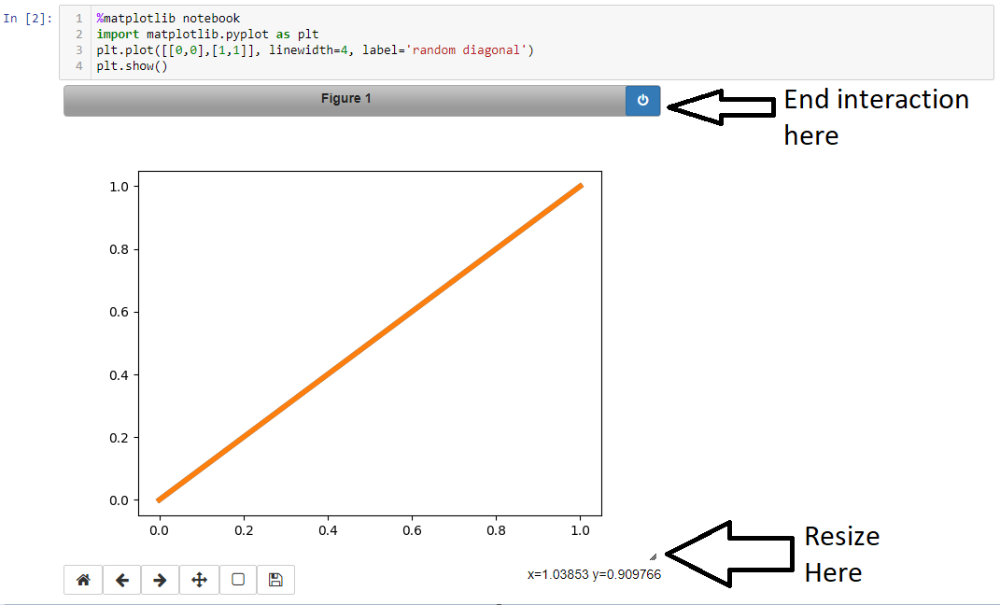 In [2]:
1 %matplotlib notebook
2 import matplotlib.pyplot as plt
3 plt.plot([[0,0],[1,1]], linewidth=4, label='random diagonal')
4 plt.show()
Figure 1
End interaction
here
1.0
0.8
0.6
0.4
0.2
0.0
0.0 0.2 0.4 0.6 0.8 1.0
Resize
Here
x=1.03853 y=0.909766